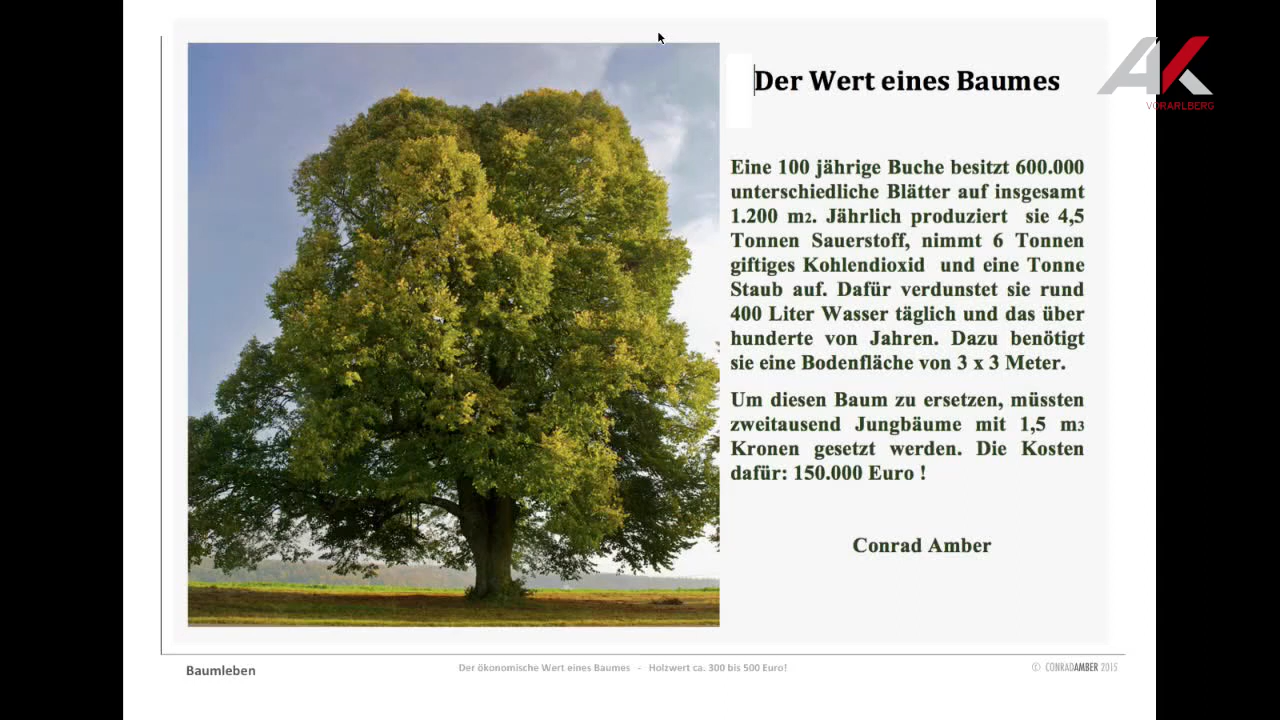 AK
VORARLBERG
Der Wert eines Baumes
Eine 100 jährige Buche besitzt 600.000
unterschiedliche Blätter auf insgesamt
1.200 m2. Jährlich produziert sie 4,5
Tonnen Sauerstoff, nimmt 6 Tonnen
giftiges Kohlendioxid und eine Tonne
Staub auf. Dafür verdunstet sie rund
400 Liter Wasser täglich und das über
hunderte von Jahren. Dazu benötigt
sie eine Bodenfläche von 3 x 3 Meter.
Um diesen Baum zu ersetzen, müssten
zweitausend Jungbäume mit 1,5 m3
Kronen gesetzt werden. Die Kosten
dafür: 150.000 Euro !
Conrad Amber
Baumleben
Der ökonomische Wert eines Baumes - Holzwert ca. 300 bis 500 Euro!
© CONRADAMBER 2015